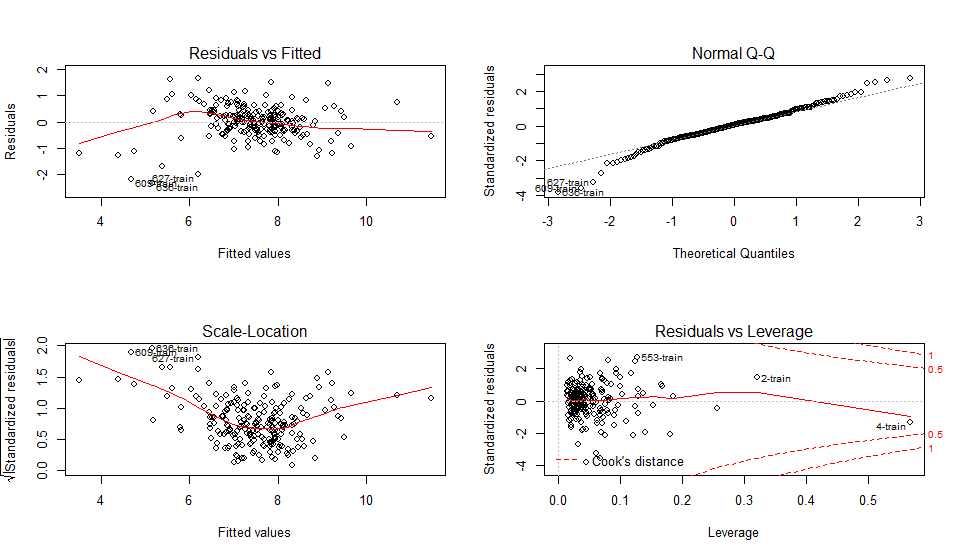 Residuals vs Fitted
Residuals
2
1
0
-1
-2
609-train
627-train
636-train
4 6 8 10
Fitted values
Normal Q-Q
Standardized residuals
2
0
-2
-4
627-train
609-train
636-train
-3 -2 -1 0 1 2 3
Theoretical Quantiles
Scale-Location
√|Standardized residuals|
2.0
1.5
1.0
0.5
0.0
636-train
609-train
627-train
4 6 8 10
Fitted values
Residuals vs Leverage
Standardized residuals
2
0
-2
-4
553-train
2-train
4-train
1
0.5
0.5
1
Cook's distance
0.0 0.1 0.2 0.3 0.4 0.5
Leverage